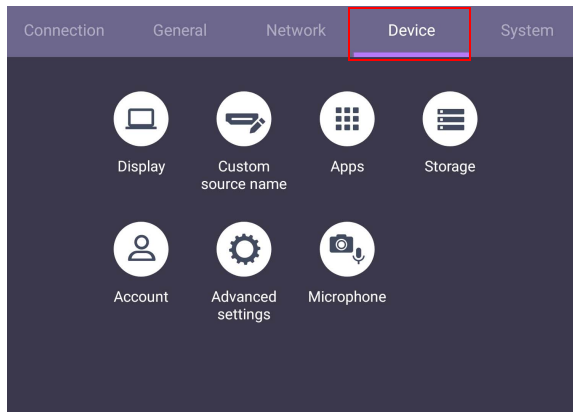 Connection General Network Device System
Display Custom source name Apps Storage
Account Advanced settings Microphone